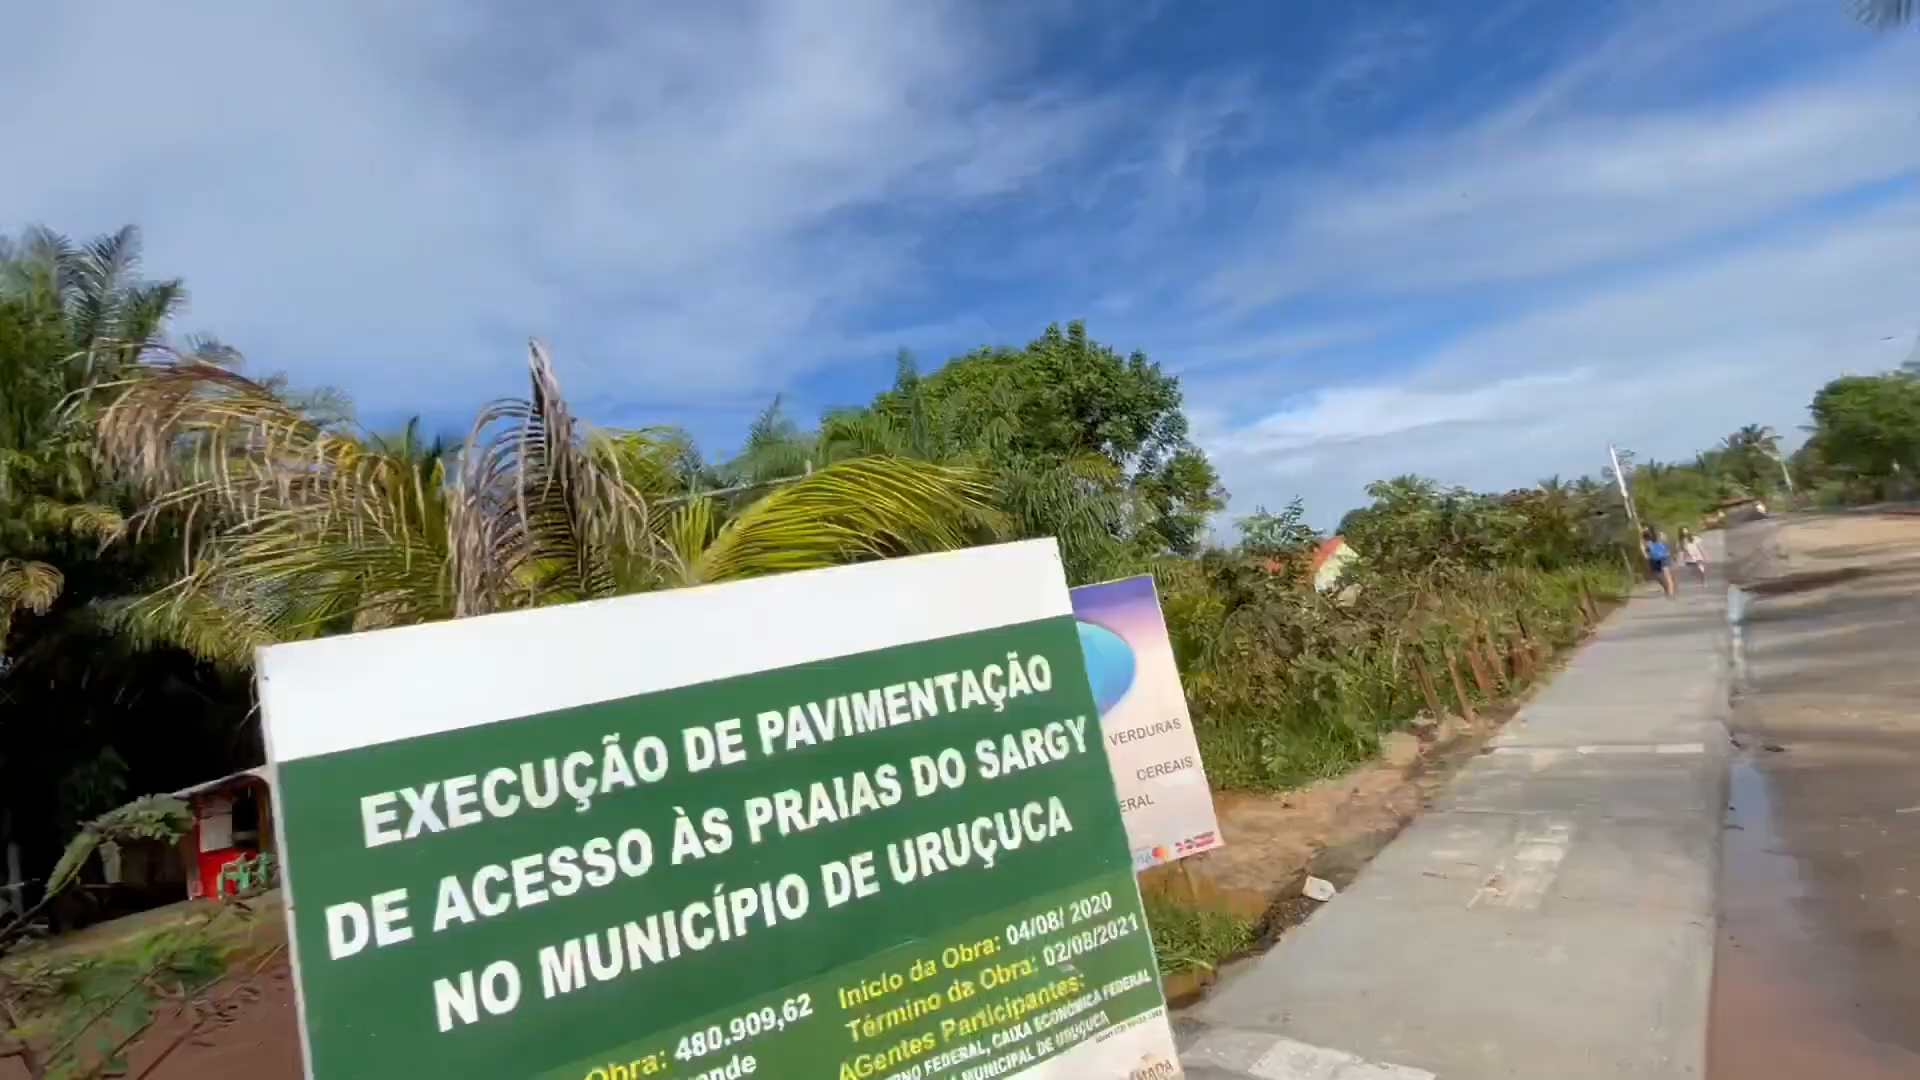 EXECUÇÃO DE PAVIMENTAÇÃO
DE ACESSO ÀS PRAIAS DO SARGY
NO MUNICÍPIO DE URUÇUCA
Obra: 480.909,62
Início da Obra: 04/08/ 2020
Término da Obra: 02/08/2021
AGentes Participantes:
FEDERAL, CAIXA ECONÔMICA FEDERAL
MUNICIPAL DE URUÇUCA
VERDURAS
CEREAIS